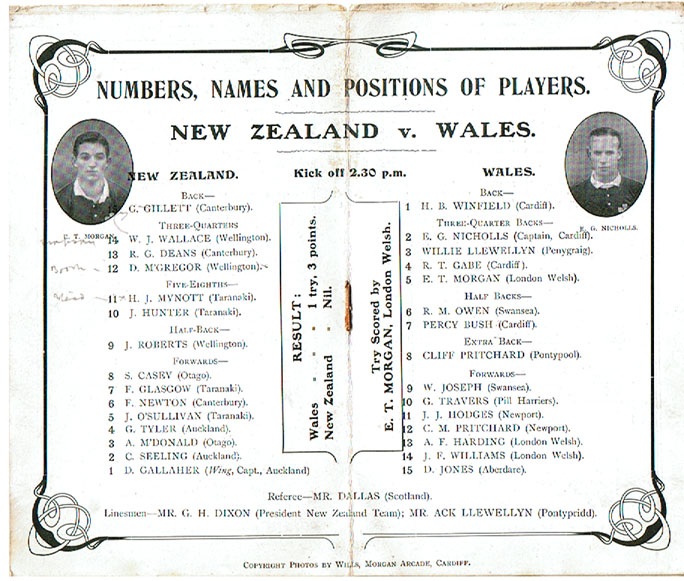 NUMBERS, NAMES AND POSITIONS OF PLAYERS.
NEW ZEALAND v. WALES.
Kick off 2.30 p.m.
C. T. MORGAN.
E. G. NICHOLLS.
NEW ZEALAND.
BACK—
15 G. GILLETT (Canterbury).
THREE-QUARTERS
14 W. J. WALLACE (Wellington).
13 R. G. DEANS (Canterbury).
12 D. M'GREGOR (Wellington).
FIVE-EIGHTHS—
11 H. J. MYNOTT (Taranaki).
10 J. HUNTER (Taranaki).
HALF-BACK—
9 J. ROBERTS (Wellington).
FORWARDS—
8 S. CASEY (Otago).
7 F. GLASGOW (Taranaki).
6 F. NEWTON (Canterbury).
5 J. O'SULLIVAN (Taranaki).
4 G. TYLER (Auckland).
3 A. M'DONALD (Otago).
2 C. SEELING (Auckland).
1 D. GALLAHER (Wing, Capt., Auckland)
RESULT:
Wales " " " 1 try, 3 points.
New Zealand " " Nil.
Try Scored by
E. T. MORGAN, London Welsh.
WALES.
BACK—
1 H. B. WINFIELD (Cardiff).
THREE-QUARTER BACKS—
2 E. G. NICHOLLS (Captain, Cardiff).
3 WILLIE LLEWELLYN (Penygraig).
4 R. T. GABE (Cardiff).
5 E. T. MORGAN (London Welsh).
HALF BACKS—
6 R. M. OWEN (Swansea).
7 PERCY BUSH (Cardiff).
EXTRA BACK—
8 CLIFF PRITCHARD (Pontypool).
FORWARDS—
9 W. JOSEPH (Swansea).
10 G. TRAVERS (Pill Harriers).
11 J. J. HODGES (Newport).
12 C. M. PRITCHARD (Newport).
13 A. F. HARDING (London Welsh).
14 J. F. WILLIAMS (London Welsh).
15 D. JONES (Aberdare).
Referee—MR. DALLAS (Scotland).
Linesmen—MR. G. H. DIXON (President New Zealand Team); MR. ACK LLEWELLYN (Pontypridd).
COPYRIGHT PHOTOS BY WILLS, MORGAN ARCADE, CARDIFF.